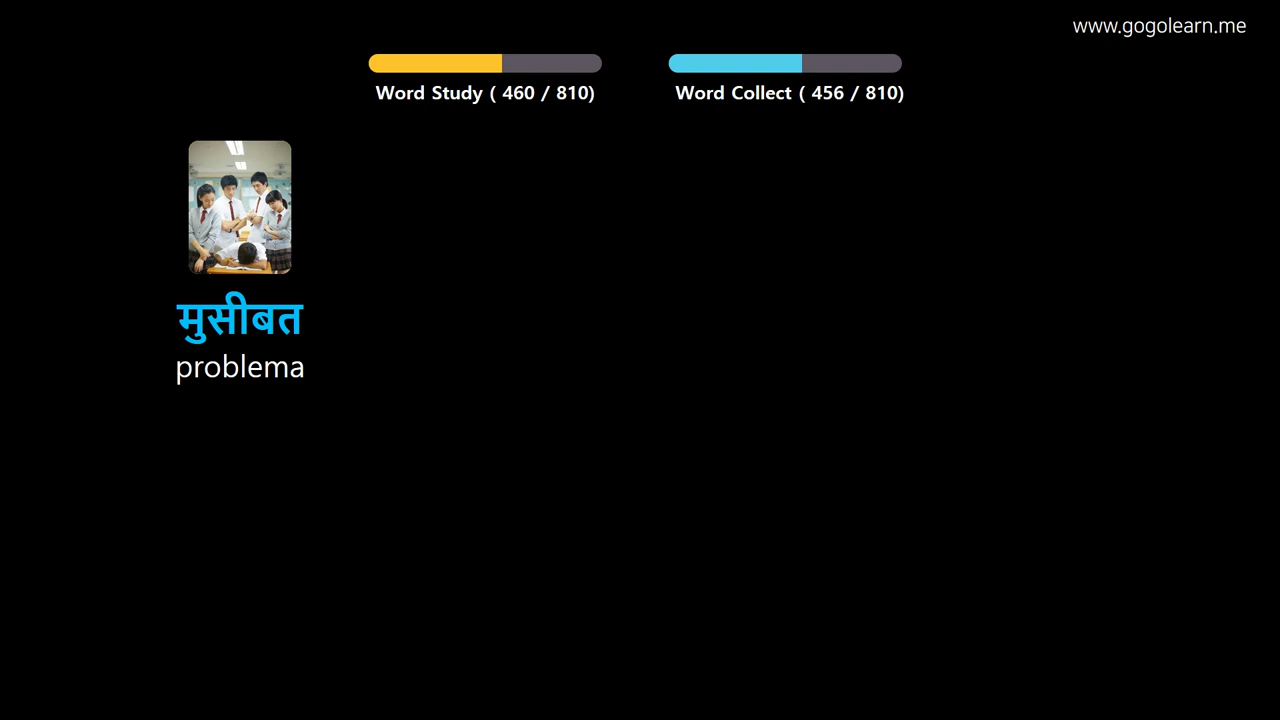 www.gogolearn.me
Word Study ( 460 / 810)
Word Collect ( 456 / 810)
मुसीबत
problema